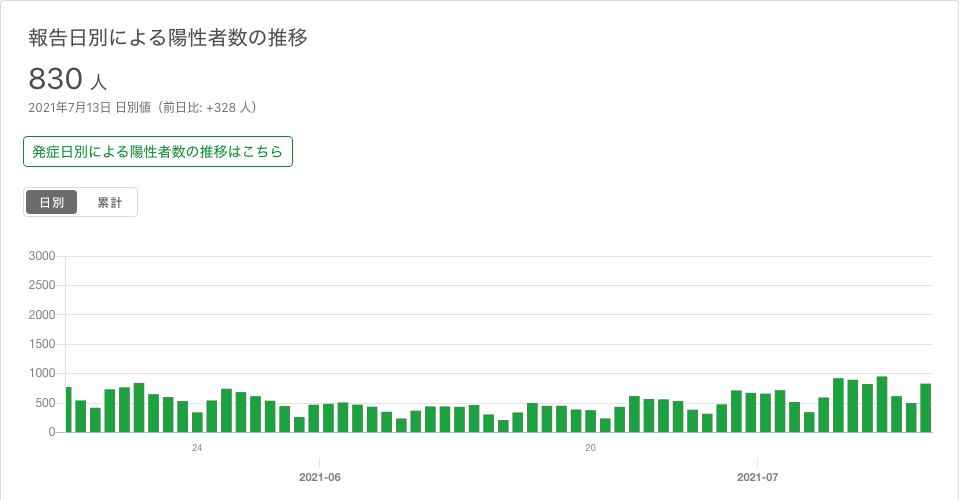 報告日別による陽性者数の推移
830 人
2021年7月13日 日別値（前日比: +328 人）
発症日別による陽性者数の推移はこちら
日別 累計
3000
2500
2000
1500
1000
500
0
24 20
2021-06 2021-07